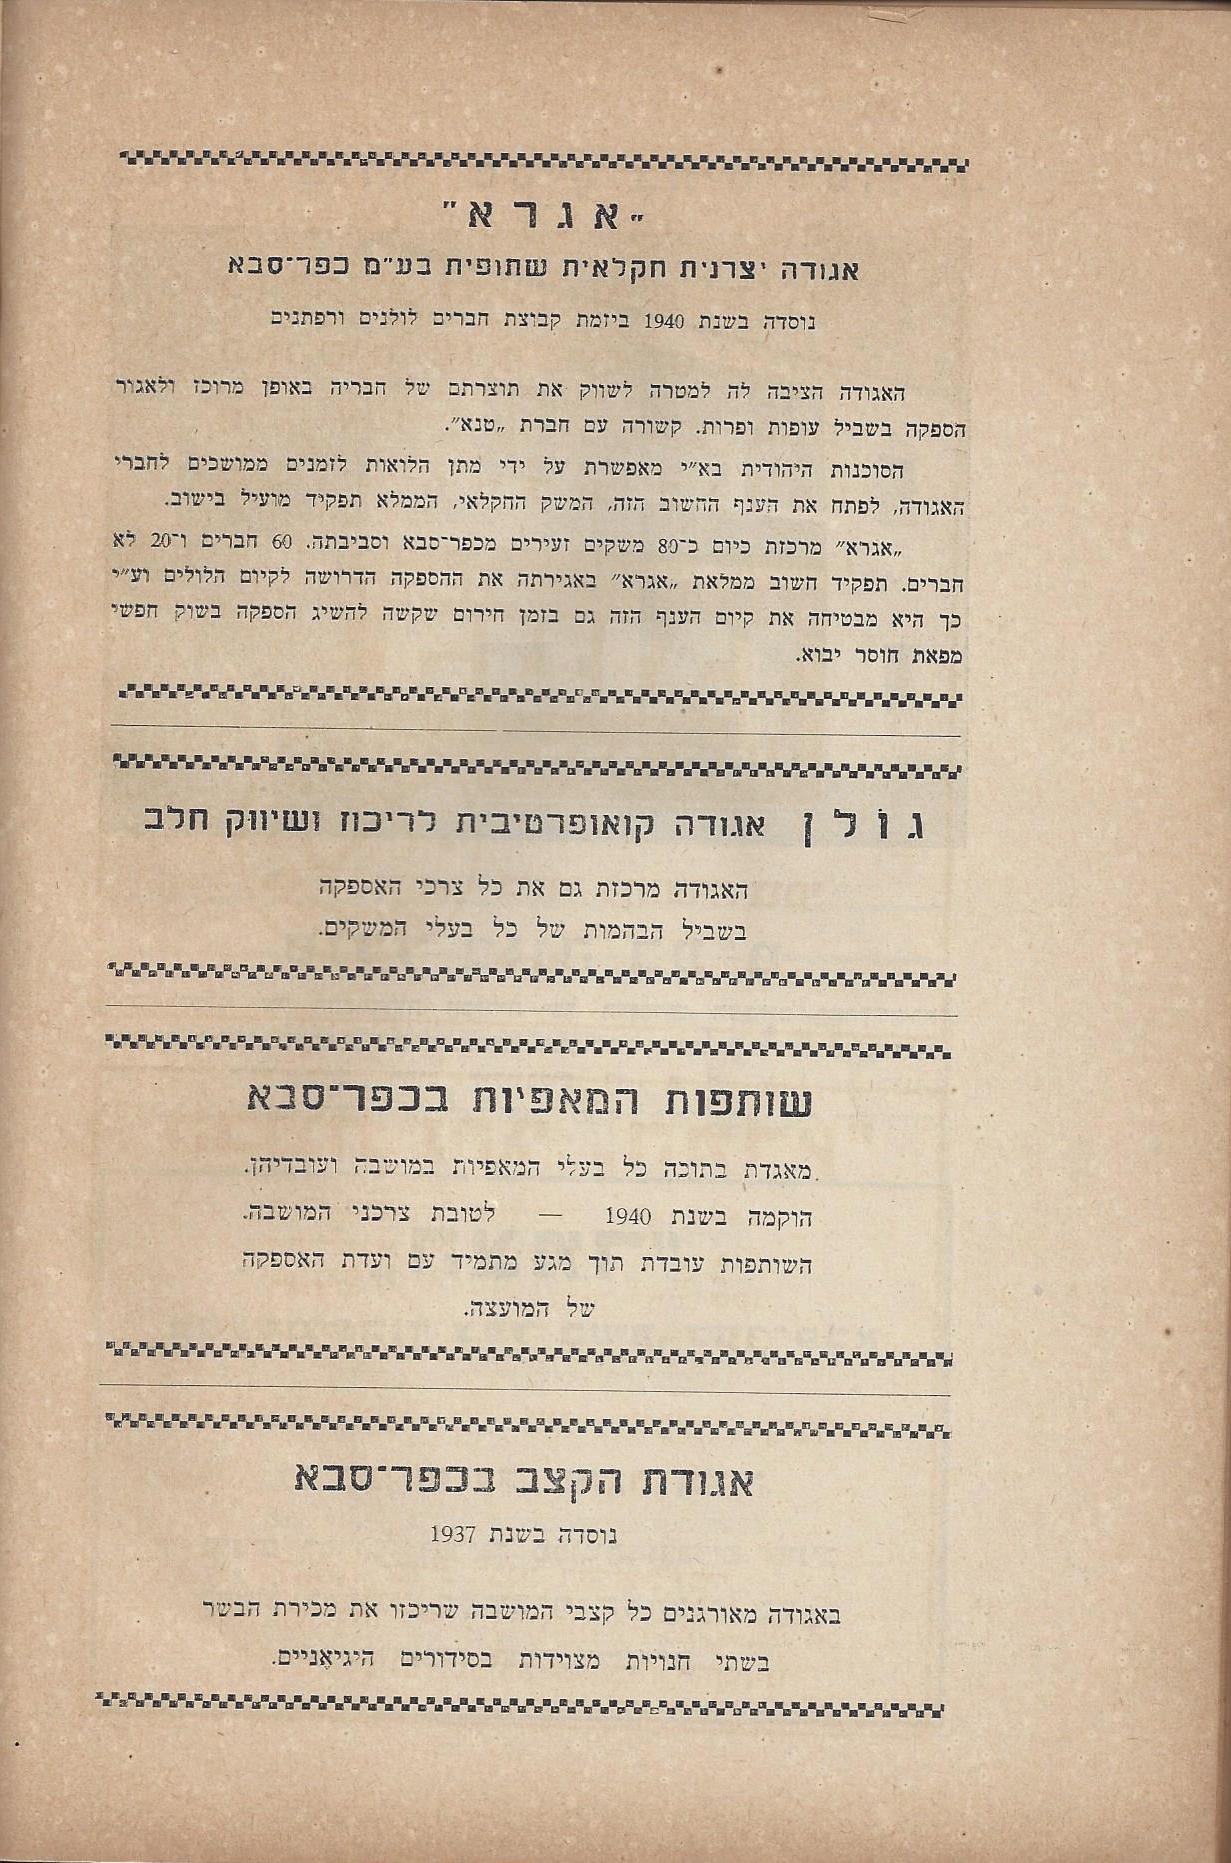 „אגרא"
אגודה יצרנית חקלאית שתופית בע"מ כפר־סבא
נוסדה בשנת 1940 ביזמת קבוצת חברים לולנים ורפתנים
האגודה הציבה לה למטרה לשווק את תוצרתם של חבריה באופן מרוכז ולאגור
הספקה בשביל עופות ופרות. קשורה עם חברת „טנא".
הסוכנות היהודית בא"י מאפשרת על ידי מתן הלואות לזמנים ממושכים לחברי
האגודה, לפתח את הענף החשוב הזה, המשק החקלאי, הממלא תפקיד מועיל בישוב.
„אגרא" מרכזת כיום כ־80 משקים זעירים מכפר־סבא וסביבתה. 60 חברים ו־20 לא
חברים. תפקיד חשוב ממלאת „אגרא" באגירתה את ההספקה הדרושה לקיום הלולים וע"י
כך היא מבטיחה את קיום הענף הזה גם בזמן חירום שקשה להשיג הספקה בשוק חפשי
מפאת חוסר יבוא.
גולן אגודה קואופרטיבית לריכוז ושיווק חלב
האגודה מרכזת גם את כל צרכי האספקה
בשביל הבהמות של כל בעלי המשקים.
שותפות המאפיות בכפר־סבא
מאגדת בתוכה כל בעלי המאפיות במושבה ועובדיהן.
הוקמה בשנת 1940 — לטובת צרכני המושבה.
השותפות עובדת תוך מגע מתמיד עם ועדת האספקה
של המועצה.
אגודת הקצב בכפר־סבא
נוסדה בשנת 1937
באגודה מאורגנים כל קצבי המושבה שריכזו את מכירת הבשר
בשתי חנויות מצוידות בסידורים היגיאניים.